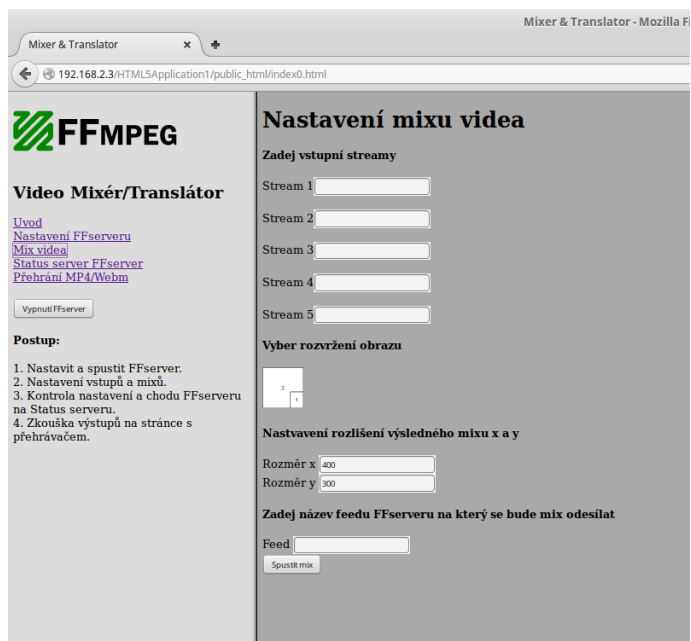 Mixer & Translator - Mozilla Fi
Mixer & Translator
192.168.2.3/HTML5Application1/public_html/index0.html
FFMPEG
Video Mixér/Translátor
Uvod
Nastavení FFserveru
Mix videa
Status server FFserver
Přehrání MP4/Webm
Vypnutí FFserver
Postup:
1. Nastavit a spustit FFserver.
2. Nastavení vstupů a mixů.
3. Kontrola nastavení a chodu FFserveru
na Status serveru.
4. Zkouška výstupů na stránce s
přehrávačem.
Nastavení mixu videa
Zadej vstupní streamy
Stream 1
Stream 2
Stream 3
Stream 4
Stream 5
Vyber rozvržení obrazu
2
1
Nastvavení rozlišení výsledného mixu x a y
Rozměr x 400
Rozměr y 300
Zadej název feedu FFserveru na který se bude mix odesílat
Feed
Spustit mix